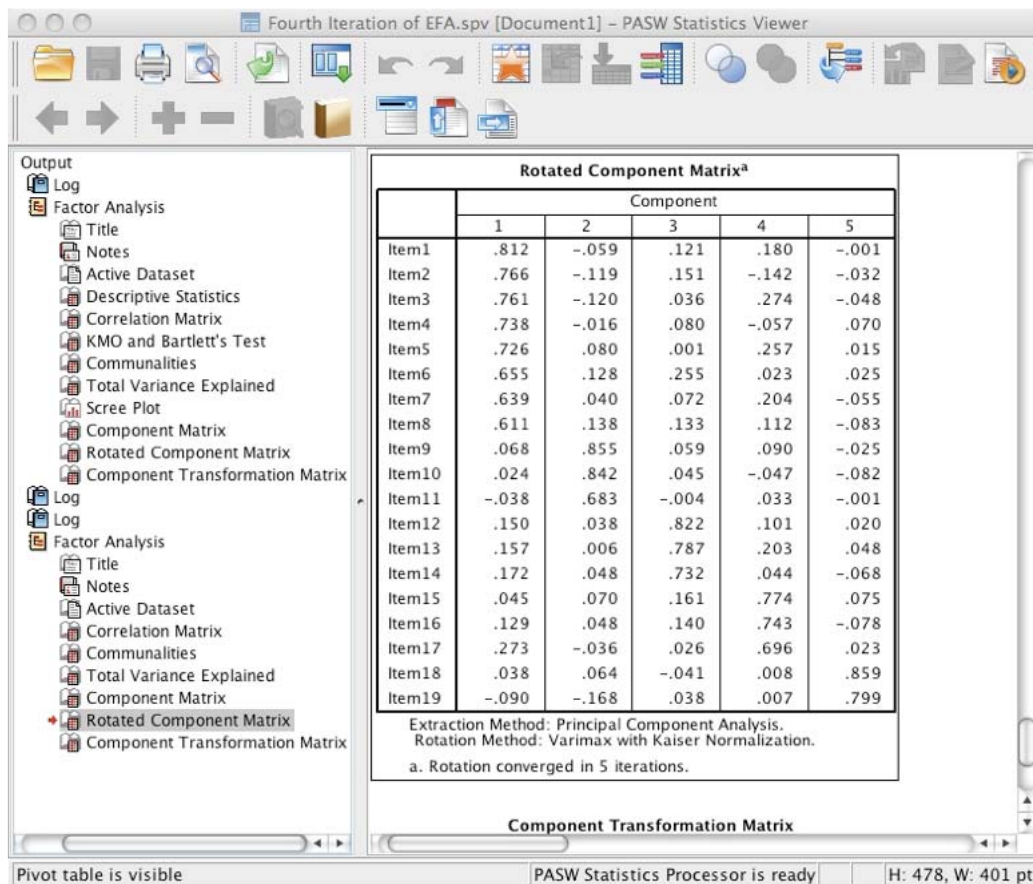 Fourth Iteration of EFA.spv [Document1] – PASW Statistics Viewer
Output
Log
Factor Analysis
Title
Notes
Active Dataset
Descriptive Statistics
Correlation Matrix
KMO and Bartlett's Test
Communalities
Total Variance Explained
Scree Plot
Component Matrix
Rotated Component Matrix
Component Transformation Matrix
Log
Log
Factor Analysis
Title
Notes
Active Dataset
Correlation Matrix
Communalities
Total Variance Explained
Component Matrix
Rotated Component Matrix
Component Transformation Matrix
Rotated Component Matrixa
Component
1 2 3 4 5
Item1 .812 -.059 .121 .180 -.001
Item2 .766 -.119 .151 -.142 -.032
Item3 .761 -.120 .036 .274 -.048
Item4 .738 -.016 .080 -.057 .070
Item5 .726 .080 .001 .257 .015
Item6 .655 .128 .255 .023 .025
Item7 .639 .040 .072 .204 -.055
Item8 .611 .138 .133 .112 -.083
Item9 .068 .855 .059 .090 -.025
Item10 .024 .842 .045 -.047 -.082
Item11 -.038 .683 -.004 .033 -.001
Item12 .150 .038 .822 .101 .020
Item13 .157 .006 .787 .203 .048
Item14 .172 .048 .732 .044 -.068
Item15 .045 .070 .161 .774 .075
Item16 .129 .048 .140 .743 -.078
Item17 .273 -.036 .026 .696 .023
Item18 .038 .064 -.041 .008 .859
Item19 -.090 -.168 .038 .007 .799
Extraction Method: Principal Component Analysis.
Rotation Method: Varimax with Kaiser Normalization.
a. Rotation converged in 5 iterations.
Component Transformation Matrix
Pivot table is visible
PASW Statistics Processor is ready
H: 478, W: 401 pt